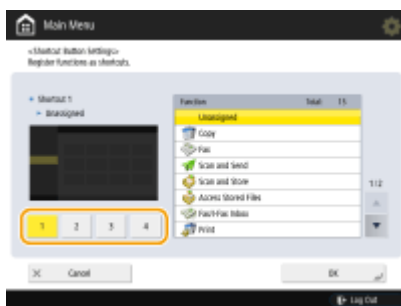 Main Menu
<Shortcut Button Settings>
Register functions as shortcuts.
Shortcut 1
Unassigned
Function Total: 15
Unassigned
Copy
Fax
Scan and Send
Scan and Store
Access Stored Files
Fax/I-Fax Inbox
Print
1/2
1 2 3 4
Cancel
OK
Log Out